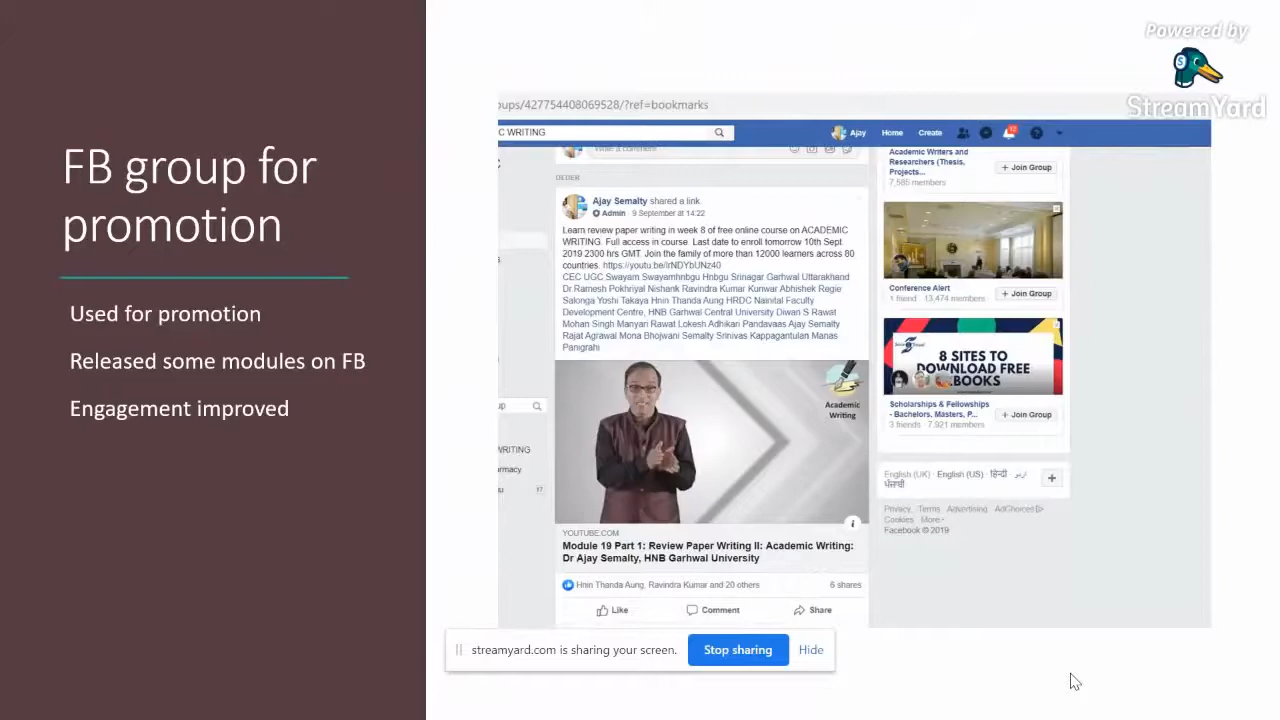 Powered by
StreamYard
FB group for
promotion
Used for promotion
Released some modules on FB
Engagement improved
oups/427754408069528/?ref=bookmarks
C WRITING
Ajay
Home
Create
Write a comment...
OLDER
Ajay Semalty shared a link.
Admin · 9 September at 14:22
Learn review paper writing in week 8 of free online course on ACADEMIC
WRITING. Full access in course. Last date to enroll tomorrow 10th Sept
2019 2300 hrs GMT. Join the family of more than 12000 learners across 80
countries. https://youtu.be/IrNDYbUNz40
CEC UGC Swayam Swayamhnbgu Hnbgu Srinagar Garhwal Uttarakhand
Dr Ramesh Pokhriyal Nishank Ravindra Kumar Kunwar Abhishek Regie
Salonga Yoshi Takaya Hnin Thanda Aung HRDC Nainital Faculty
Development Centre, HNB Garhwal Central University Diwan S Rawat
Mohan Singh Manyari Rawat Lokesh Adhikari Pandavaas Ajay Semalty
Rajat Agrawal Mona Bhojwani Semalty Srinivas Kappagantulan Manas
Panigrahi
Academic
Writing
YOUTUBE.COM
Module 19 Part 1: Review Paper Writing II: Academic Writing:
Dr Ajay Semalty, HNB Garhwal University
Hnin Thanda Aung, Ravindra Kumar and 20 others
6 shares
Like
Comment
Share
WRITING
rmacy
17
Academic Writers and
Researchers (Thesis,
Projects...
7,585 members
+ Join Group
Conference Alert
1 friend · 13,474 members
+ Join Group
8 SITES TO
DOWNLOAD FREE
BOOKS
Scholarships & Fellowships
- Bachelors, Masters, P...
3 friends · 7,921 members
+ Join Group
English (UK) · English (US) · हिन्दी · اردو ·
ਪੰਜਾਬੀ
Privacy · Terms · Advertising · AdChoices
Cookies · More
Facebook © 2019
streamyard.com is sharing your screen.
Stop sharing
Hide